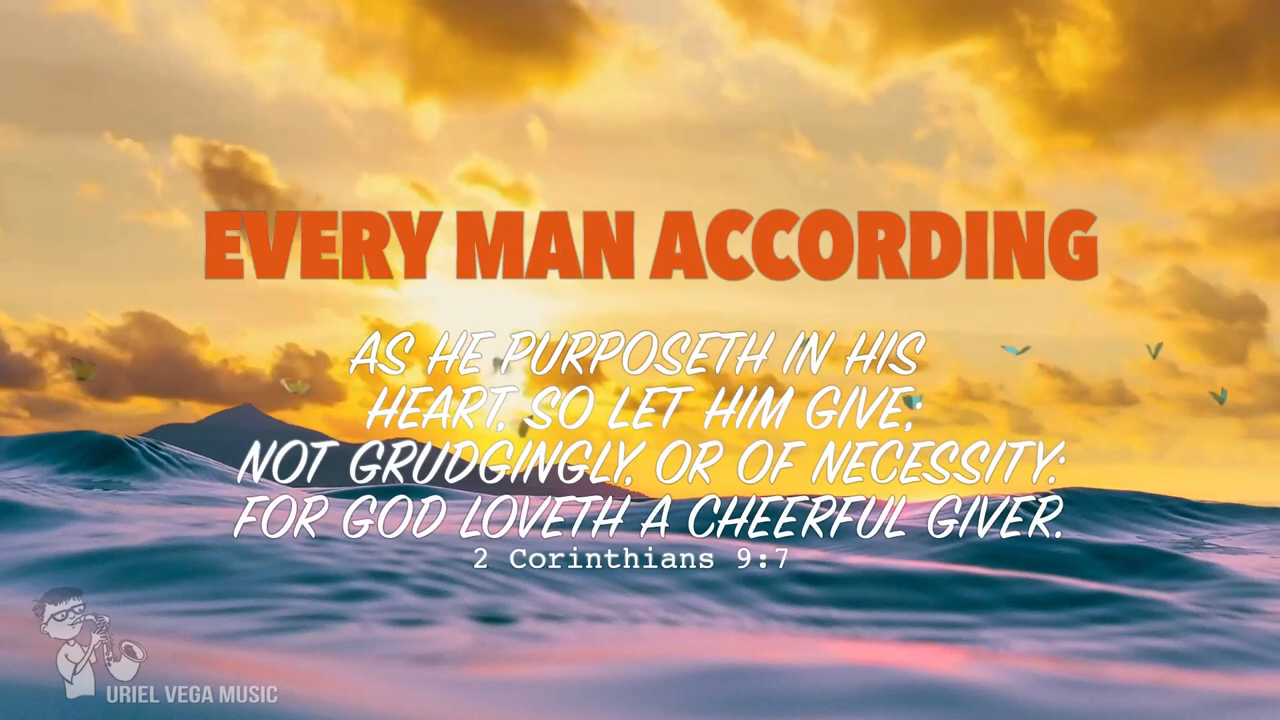 EVERY MAN ACCORDING
AS HE PURPOSETH IN HIS
HEART, SO LET HIM GIVE;
NOT GRUDGINGLY, OR OF NECESSITY:
FOR GOD LOVETH A CHEERFUL GIVER.
2 Corinthians 9:7
URIEL VEGA MUSIC